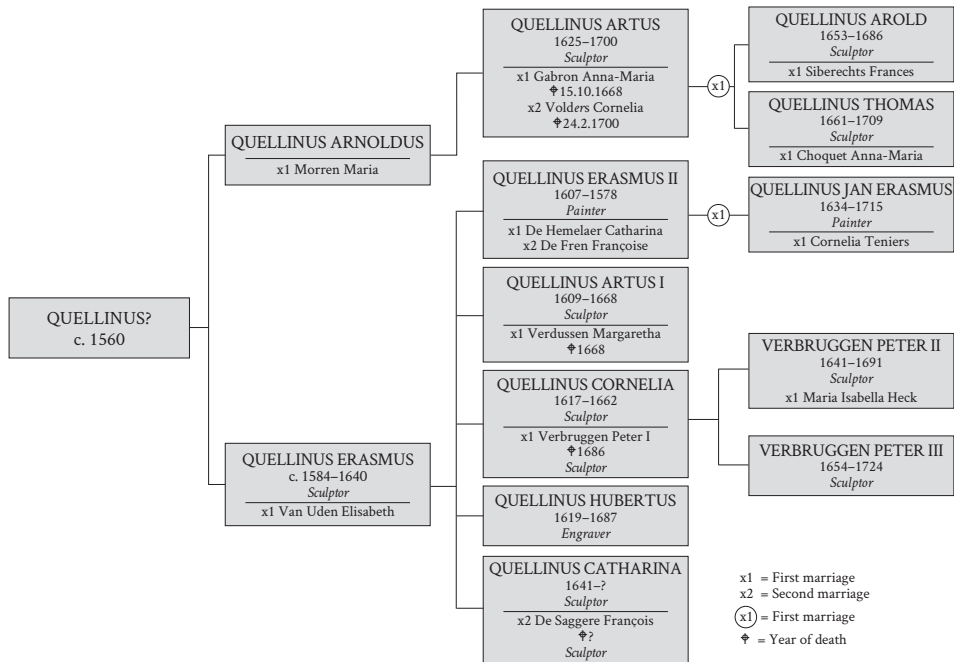 QUELLINUS?
c. 1560
QUELLINUS ARNOLDUS
x1 Morren Maria
QUELLINUS ERASMUS
c. 1584–1640
Sculptor
x1 Van Uden Elisabeth
QUELLINUS ARTUS
1625–1700
Sculptor
x1 Gabron Anna-Maria
⌖15.10.1668
x2 Volders Cornelia
⌖24.2.1700
QUELLINUS ERASMUS II
1607–1578
Painter
x1 De Hemelaer Catharina
x2 De Fren Françoise
QUELLINUS ARTUS I
1609–1668
Sculptor
x1 Verdussen Margaretha
⌖1668
QUELLINUS CORNELIA
1617–1662
Sculptor
x1 Verbruggen Peter I
⌖1686
Sculptor
QUELLINUS HUBERTUS
1619–1687
Engraver
QUELLINUS CATHARINA
1641–?
Sculptor
x2 De Saggere François
⌖?
Sculptor
x1
x1
QUELLINUS AROLD
1653–1686
Sculptor
x1 Siberechts Frances
QUELLINUS THOMAS
1661–1709
Sculptor
x1 Choquet Anna-Maria
QUELLINUS JAN ERASMUS
1634–1715
Painter
x1 Cornelia Teniers
VERBRUGGEN PETER II
1641–1691
Sculptor
x1 Maria Isabella Heck
VERBRUGGEN PETER III
1654–1724
Sculptor
x1 = First marriage
x2 = Second marriage
x1 = First marriage
⌖ = Year of death